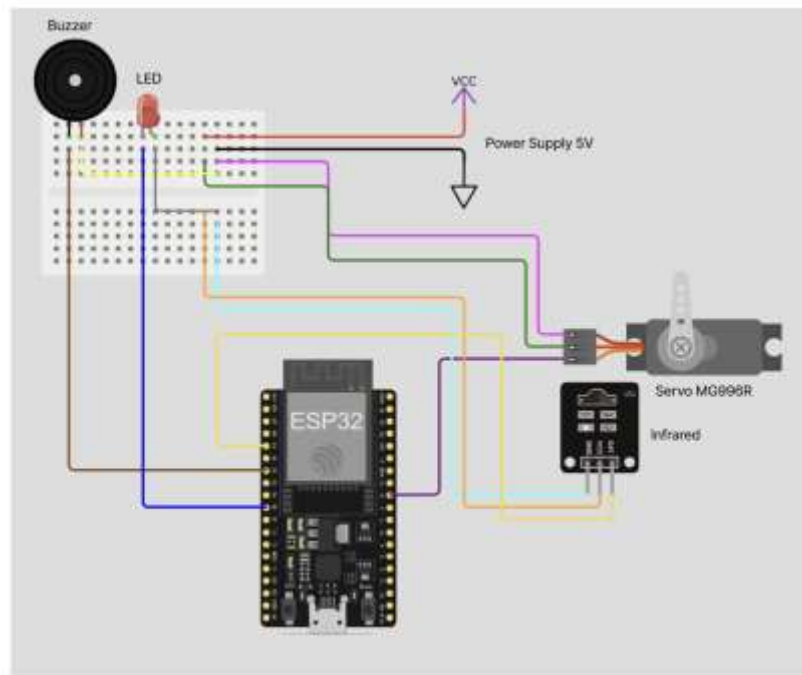 Buzzer
LED
VCC
Power Supply 5V
Servo MG996R
ESP32
Infrared